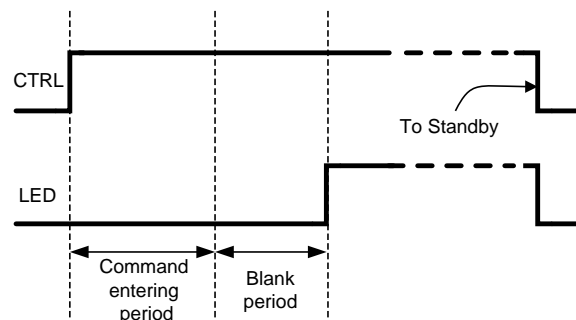 CTRL
To Standby
LED
Command
entering
period
Blank
period